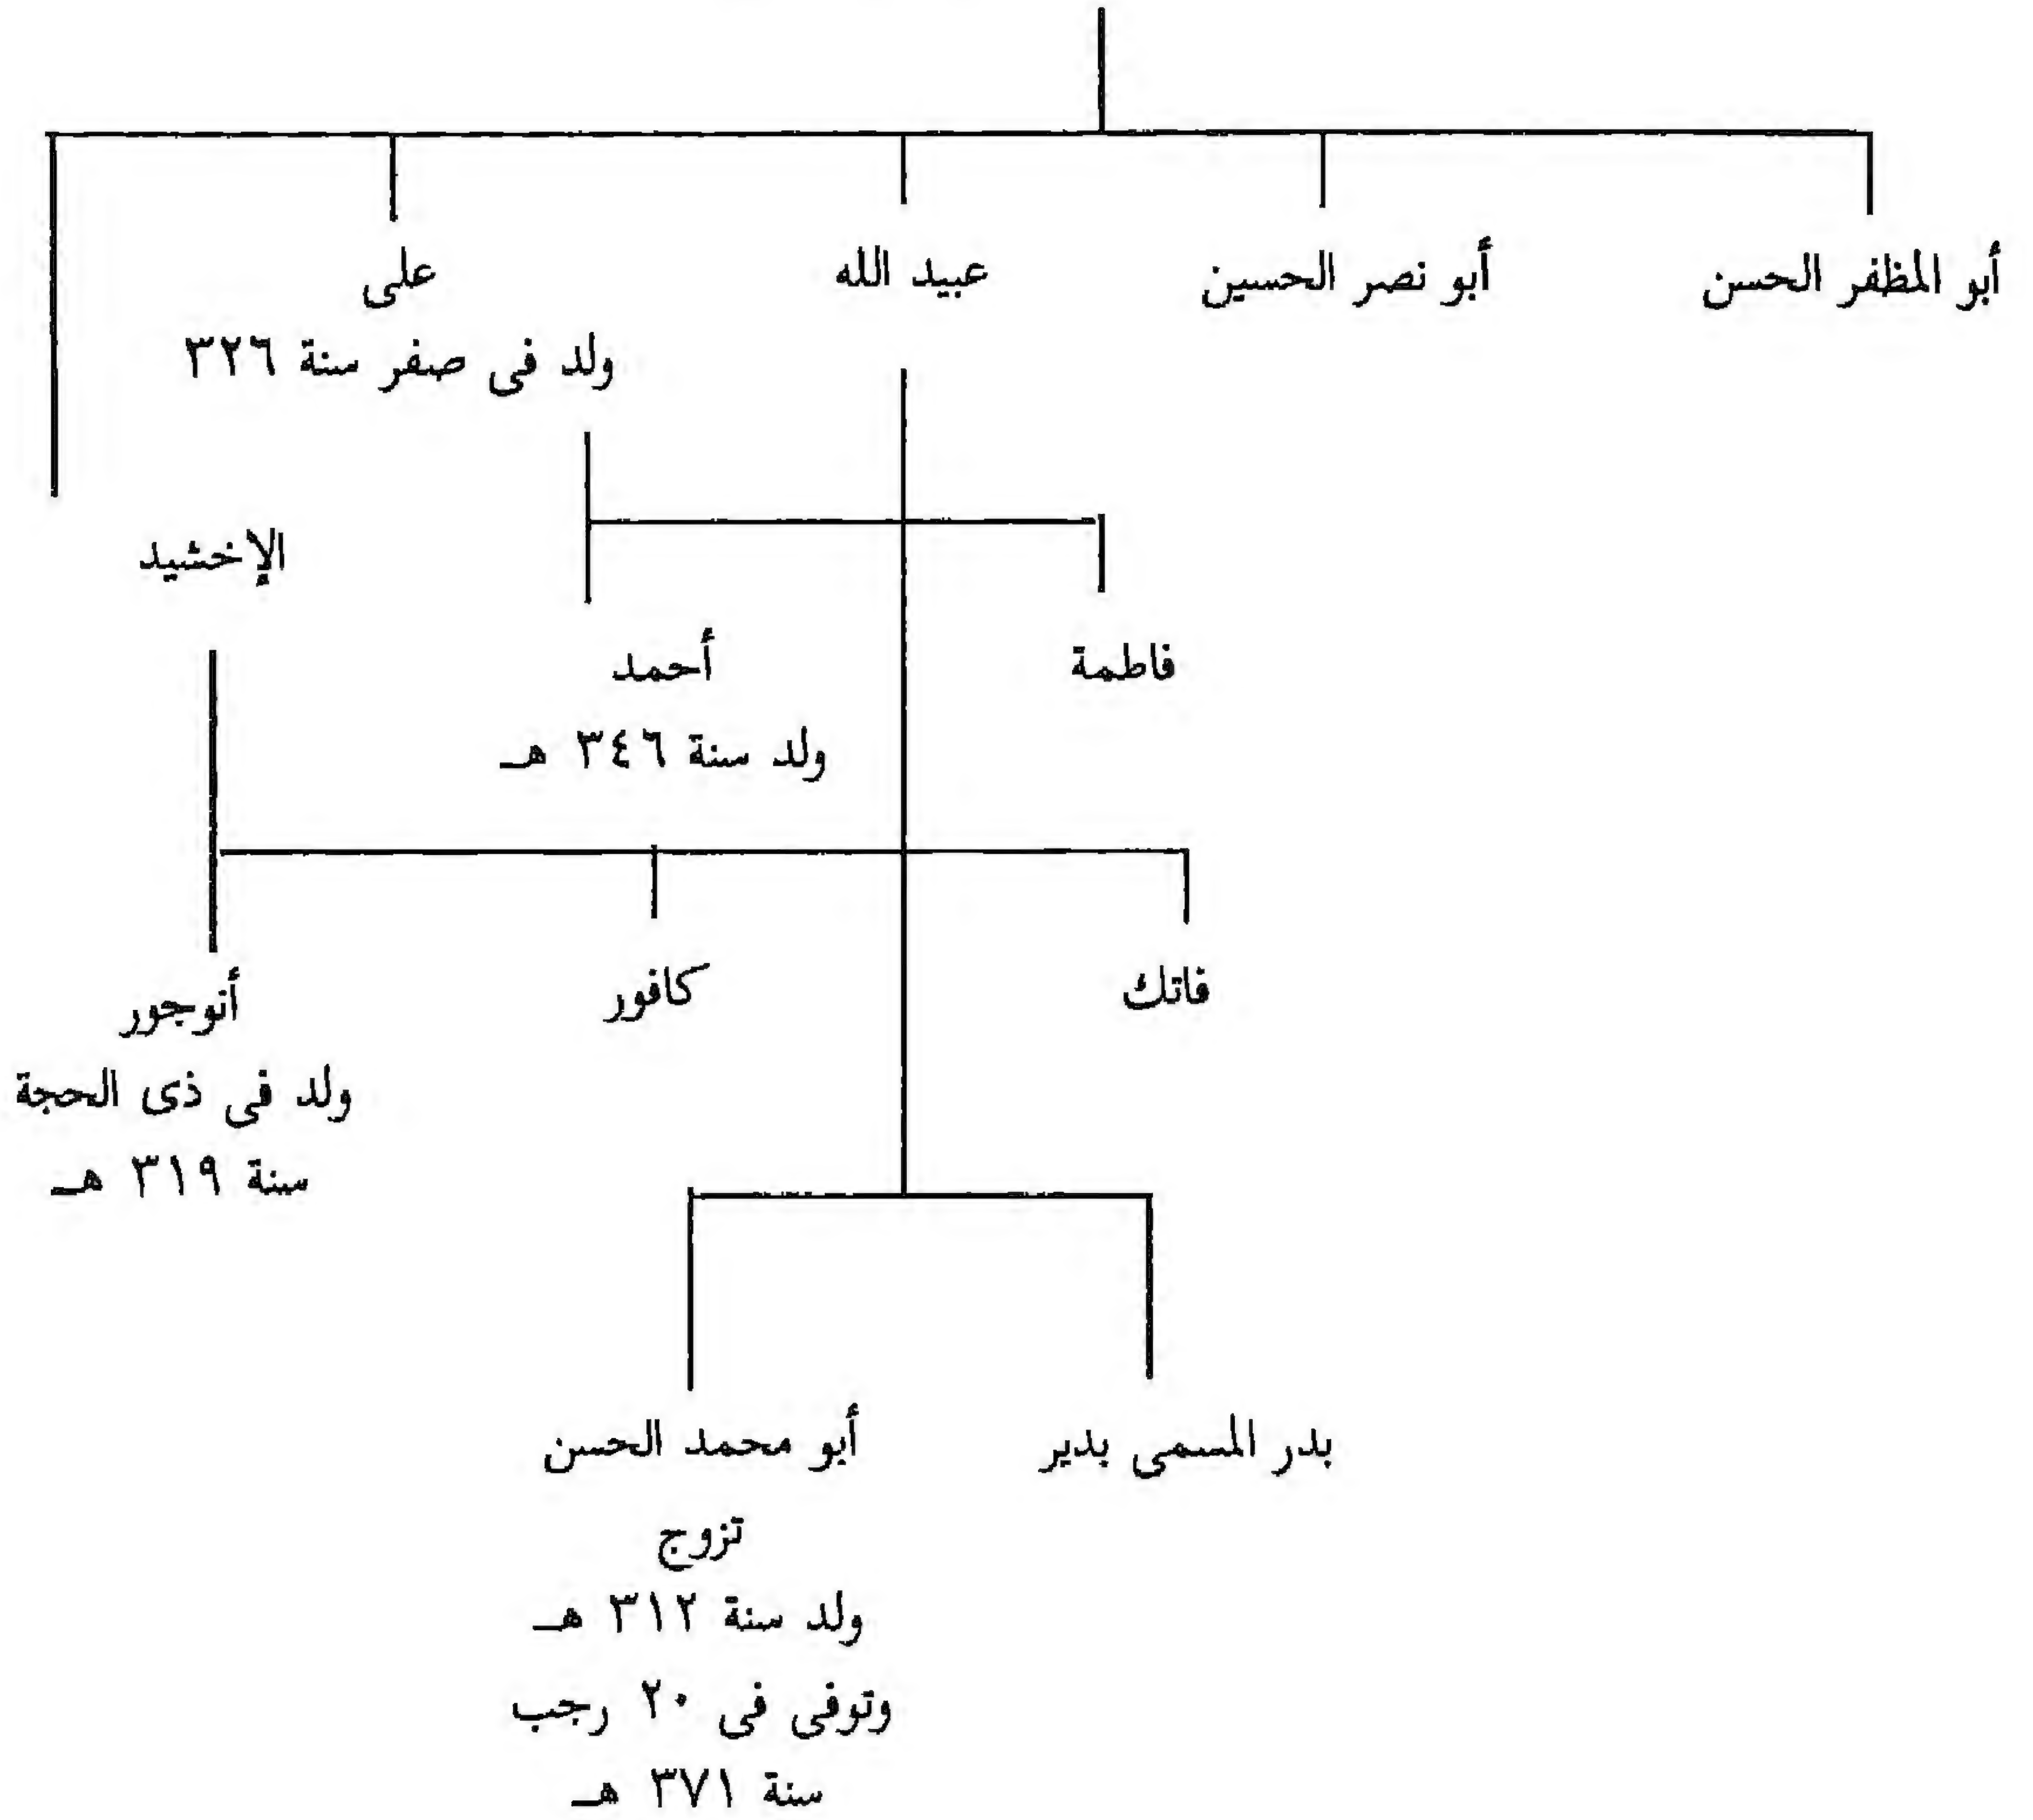 أبو المظفر الحسن
أبو نصر الحسين
عبيد الله
على
ولد فى صفر سنة ٣٢٦
الإخشيد
فاطمة
أحمد
ولد سنة ٣٤٦ هـ
فاتك
كافور
أنوجور
ولد فى ذى الحجة
سنة ٣١٩ هـ
بدر المسمى بدير
أبو محمد الحسن
تزوج
ولد سنة ٣١٢ هـ
وتوفى فى ٢٠ رجب
سنة ٣٧١ هـ